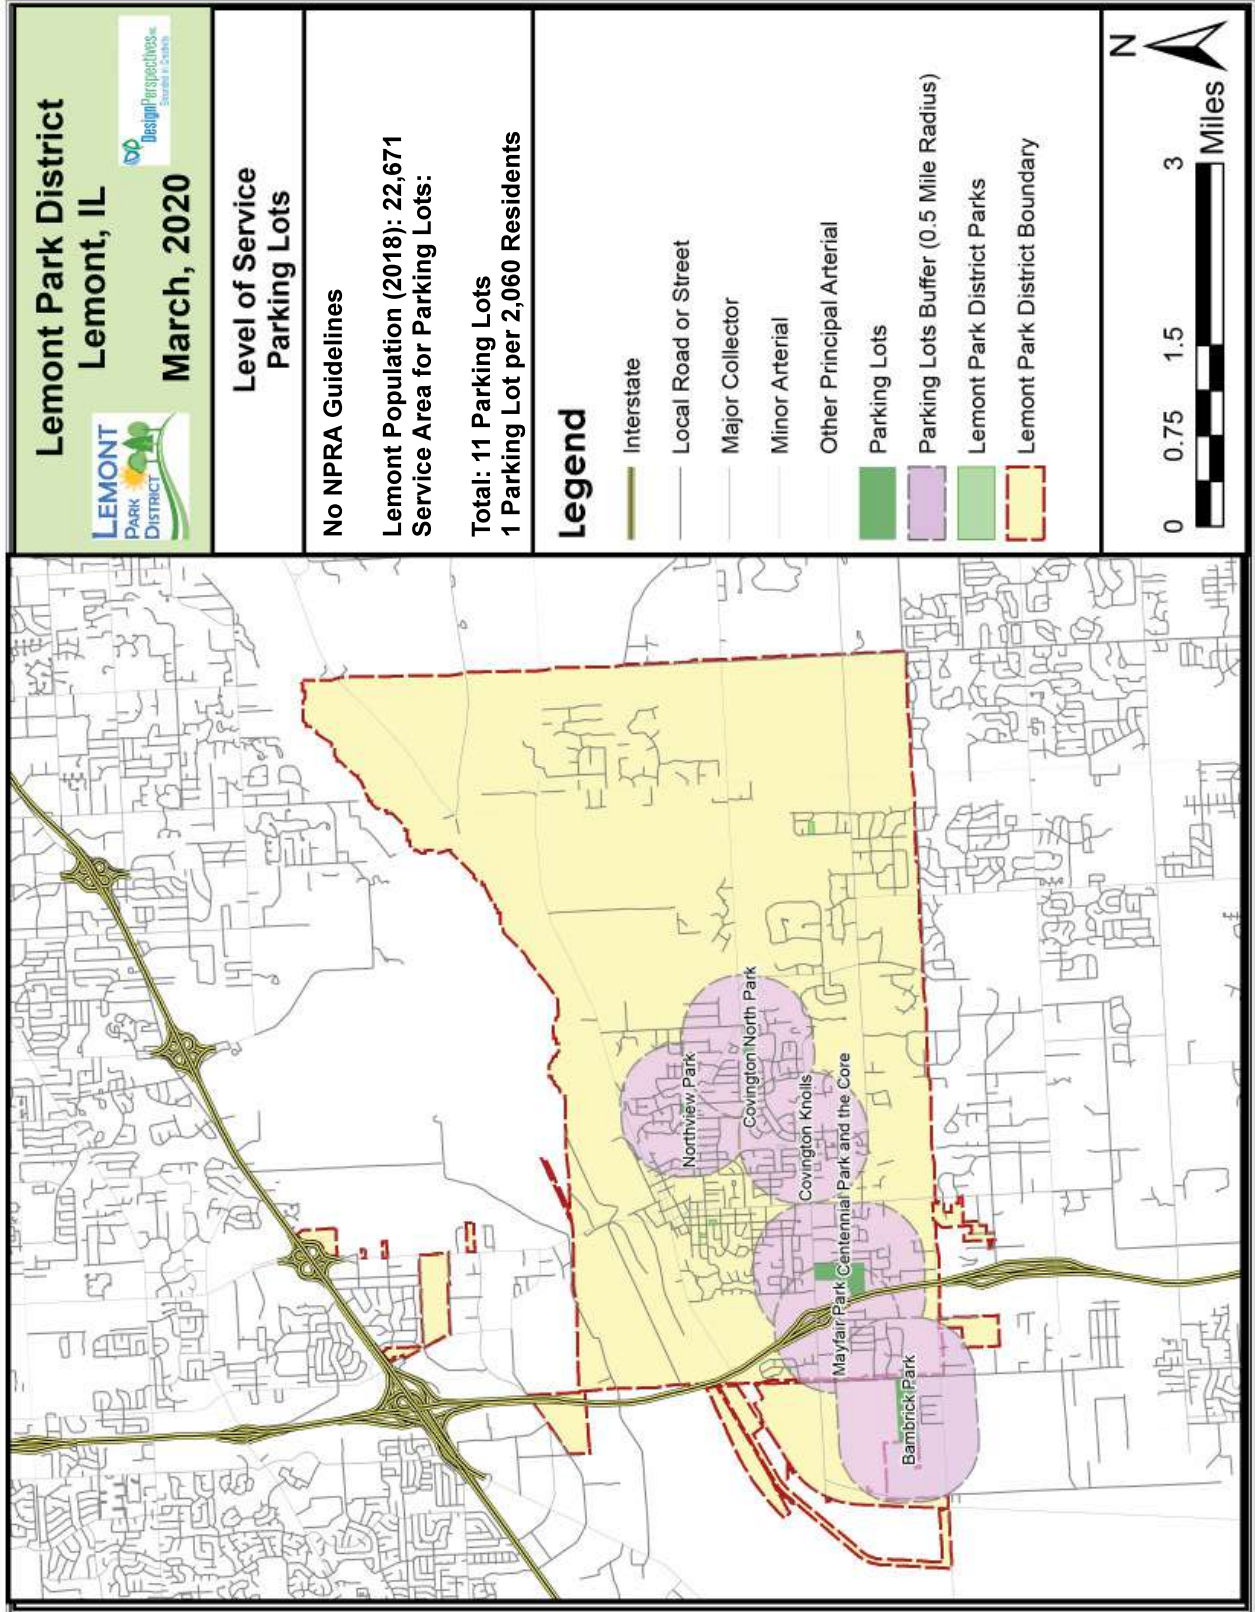 Lemont Park District
Lemont, IL
March, 2020
LEMONT
PARK
DISTRICT
DesignPerspectives
Level of Service
Parking Lots
No NPRA Guidelines
Lemont Population (2018): 22,671
Service Area for Parking Lots:
Total: 11 Parking Lots
1 Parking Lot per 2,060 Residents
Legend
Interstate
Local Road or Street
Major Collector
Minor Arterial
Other Principal Arterial
Parking Lots
Parking Lots Buffer (0.5 Mile Radius)
Lemont Park District Parks
Lemont Park District Boundary
N
0 0.75 1.5 3
Miles
Northview Park
Covington North Park
Covington Knolls
Mayfair Park
Centennial Park and the Core
Bambrick Park